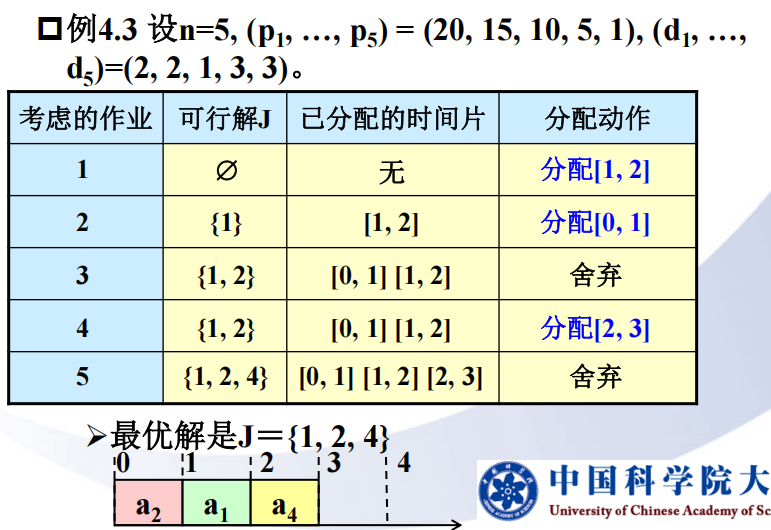 例4.3 设n=5, (p1, …, p5) = (20, 15, 10, 5, 1), (d1, …,
d5)=(2, 2, 1, 3, 3)。
考虑的作业 可行解J 已分配的时间片 分配动作
1 ∅ 无 分配[1, 2]
2 {1} [1, 2] 分配[0, 1]
3 {1, 2} [0, 1] [1, 2] 舍弃
4 {1, 2} [0, 1] [1, 2] 分配[2, 3]
5 {1, 2, 4} [0, 1] [1, 2] [2, 3] 舍弃
➢最优解是J={1, 2, 4}
0 1 2 3 4
a2 a1 a4
中国科学院大
University of Chinese Academy of Sc